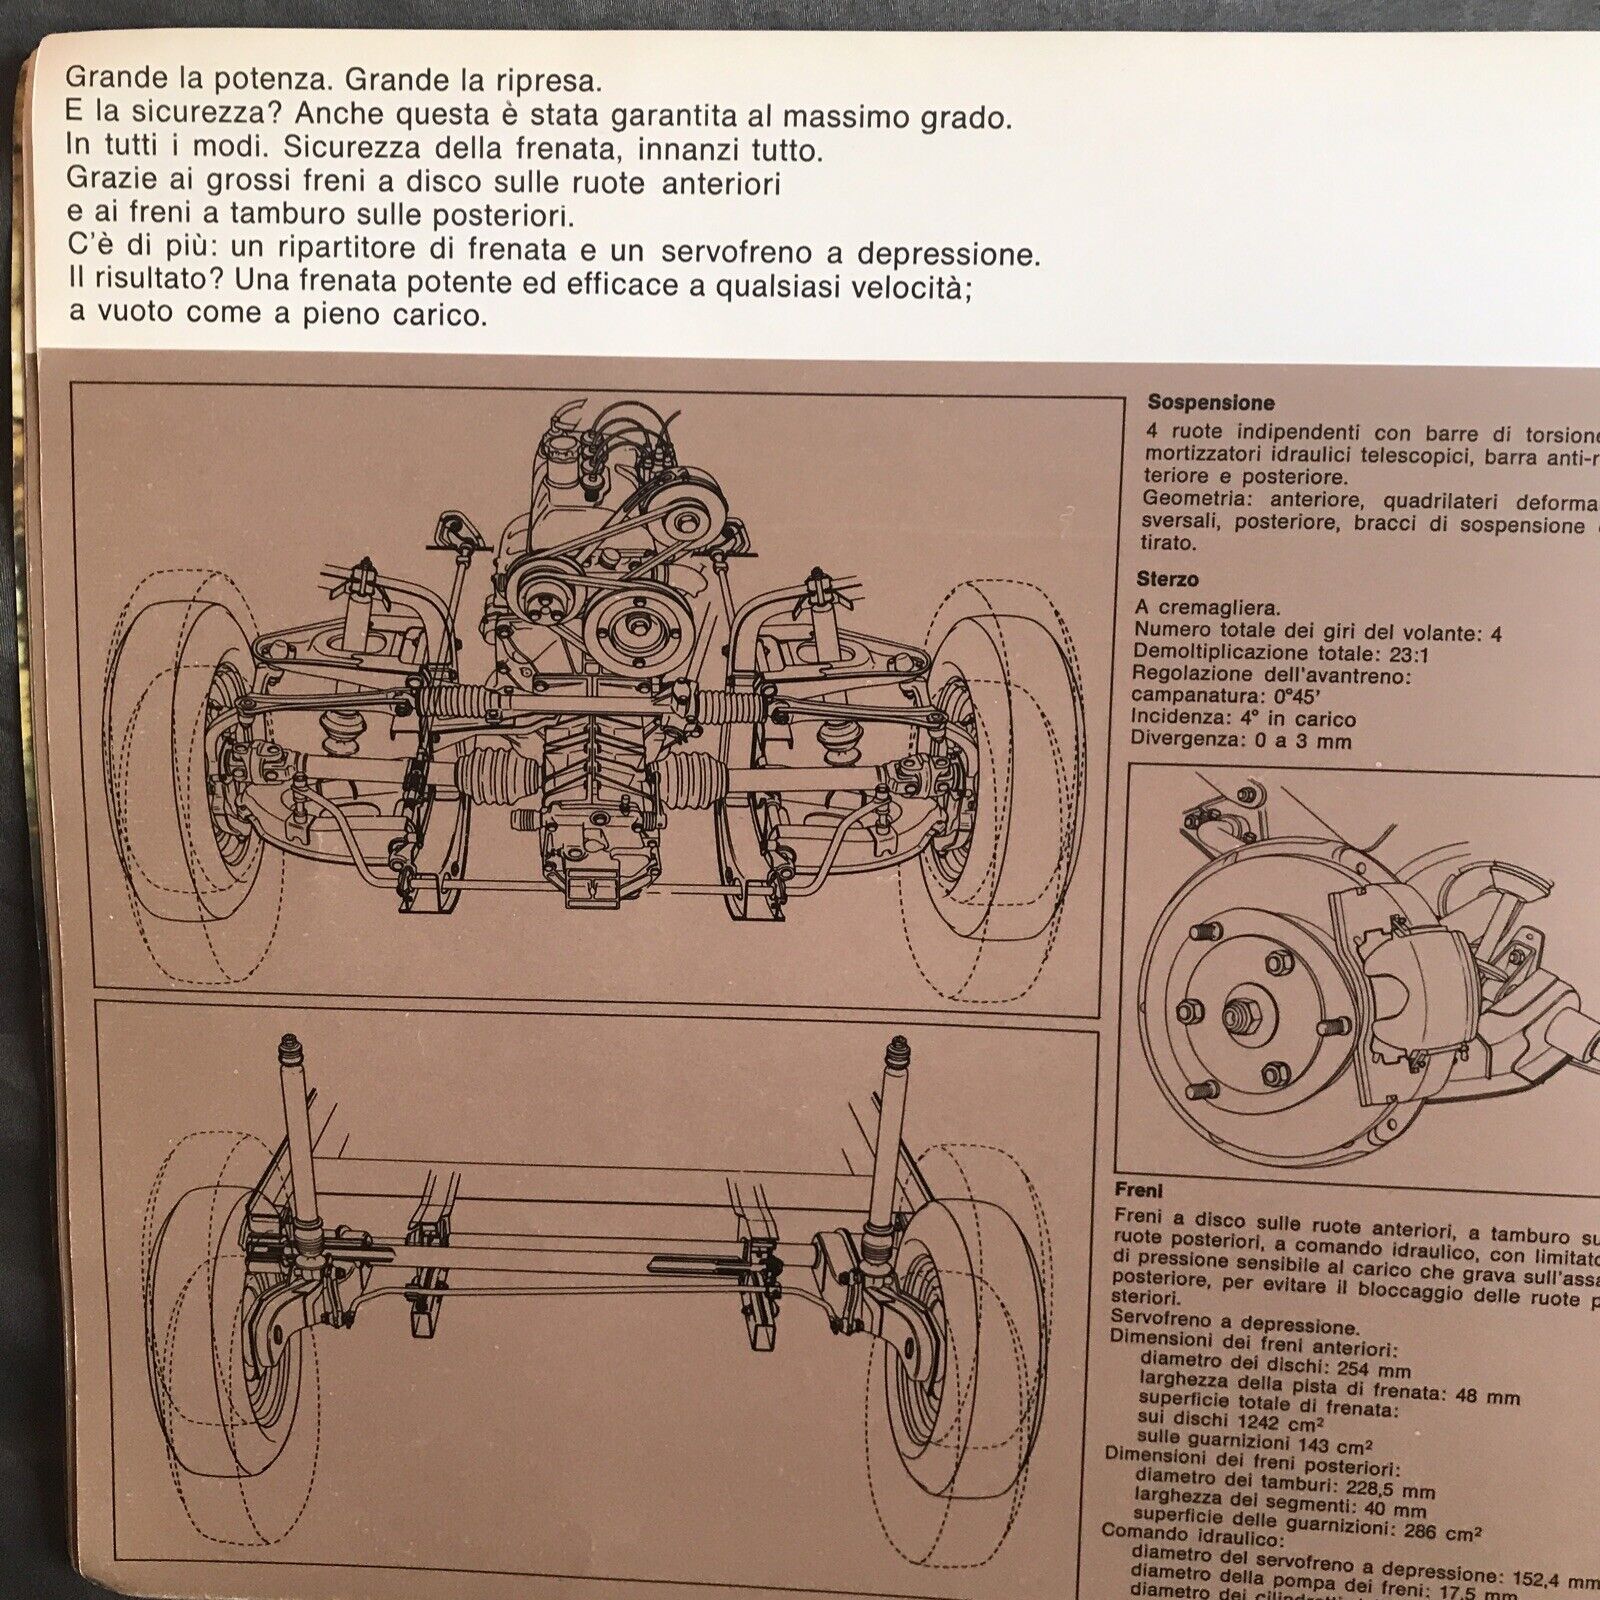 Grande la potenza. Grande la ripresa.
E la sicurezza? Anche questa è stata garantita al massimo grado.
In tutti i modi. Sicurezza della frenata, innanzi tutto.
Grazie ai grossi freni a disco sulle ruote anteriori
e ai freni a tamburo sulle posteriori.
C'è di più: un ripartitore di frenata e un servofreno a depressione.
Il risultato? Una frenata potente ed efficace a qualsiasi velocità;
a vuoto come a pieno carico.
Sospensione
4 ruote indipendenti con barre di torsione
mortizzatori idraulici telescopici, barra anti-r
teriore e posteriore.
Geometria: anteriore, quadrilateri deforma
sversali, posteriore, bracci di sospensione
tirato.
Sterzo
A cremagliera.
Numero totale dei giri del volante: 4
Demoltiplicazione totale: 23:1
Regolazione dell'avantreno:
campanatura: 0°45'
Incidenza: 4° in carico
Divergenza: 0 a 3 mm
Freni
Freni a disco sulle ruote anteriori, a tamburo su
ruote posteriori, a comando idraulico, con limitato
di pressione sensibile al carico che grava sull'assa
posteriore, per evitare il bloccaggio delle ruote p
steriori.
Servofreno a depressione.
Dimensioni dei freni anteriori:
diametro dei dischi: 254 mm
larghezza della pista di frenata: 48 mm
superficie totale di frenata:
sui dischi 1242 cm²
sulle guarnizioni 143 cm²
Dimensioni dei freni posteriori:
diametro dei tamburi: 228,5 mm
larghezza dei segmenti: 40 mm
superficie delle guarnizioni: 286 cm²
Comando idraulico:
diametro del servofreno a depressione: 152,4 mm
diametro della pompa dei freni: 17,5 mm
diametro dei